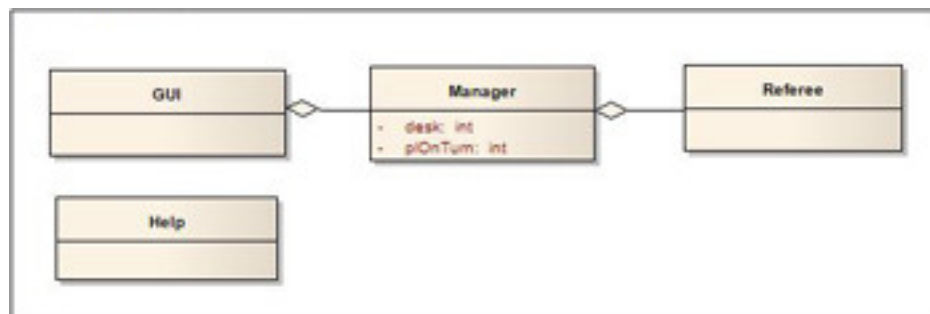 GUI
Manager
- desk: int
- plOnTurn: int
Referee
Help